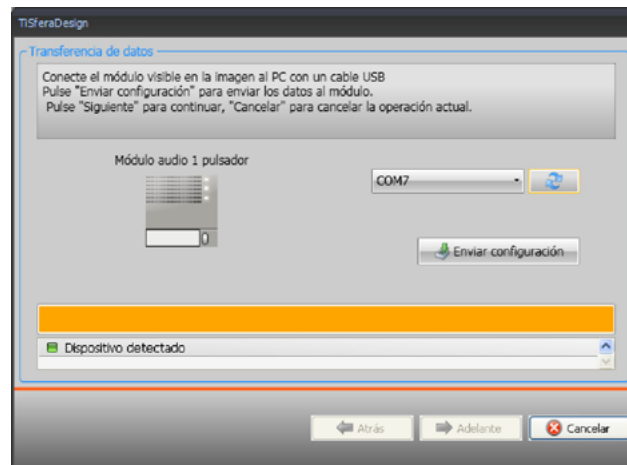 TiSferaDesign
Transferencia de datos
Conecte el módulo visible en la imagen al PC con un cable USB
Pulse "Enviar configuración" para enviar los datos al módulo.
Pulse "Siguiente" para continuar, "Cancelar" para cancelar la operación actual.
Módulo audio 1 pulsador
COM7
Enviar configuración
Dispositivo detectado
Atrás
Adelante
Cancelar